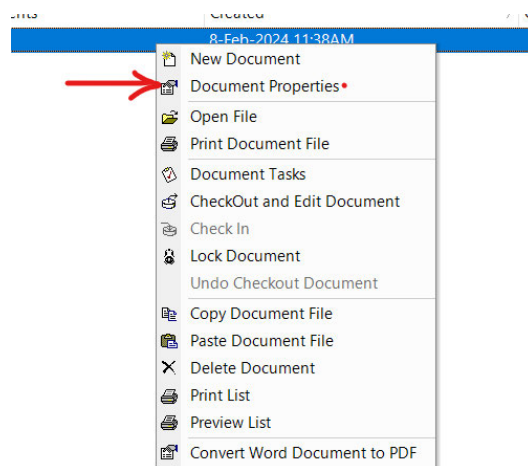 Created
8-Feb-2024 11:38AM
New Document
Document Properties
Open File
Print Document File
Document Tasks
CheckOut and Edit Document
Check In
Lock Document
Undo Checkout Document
Copy Document File
Paste Document File
Delete Document
Print List
Preview List
Convert Word Document to PDF